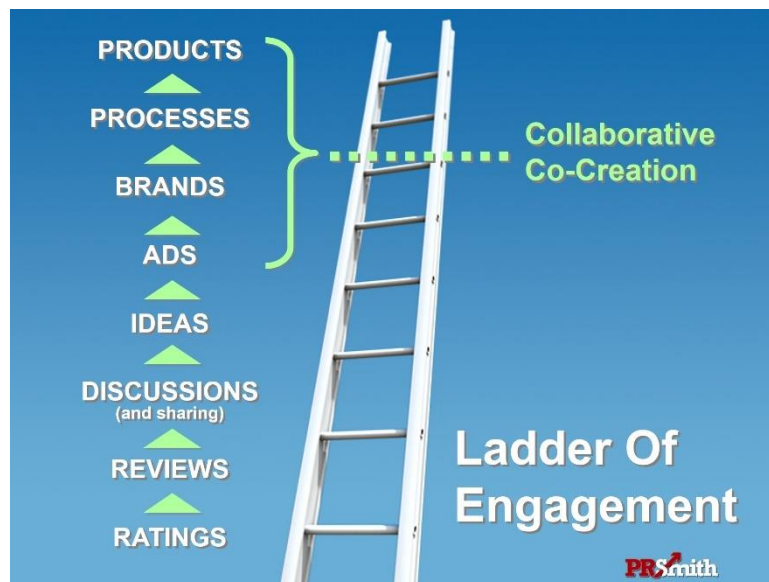 PRODUCTS
PROCESSES
BRANDS
ADS
IDEAS
DISCUSSIONS
(and sharing)
REVIEWS
RATINGS
Collaborative
Co-Creation
Ladder Of
Engagement
PRSmith